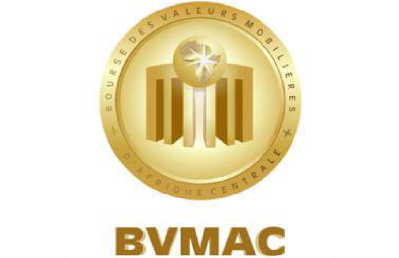 BOURSE DES VALEURS MOBILIERES
D'AFRIQUE CENTRALE
BVMAC